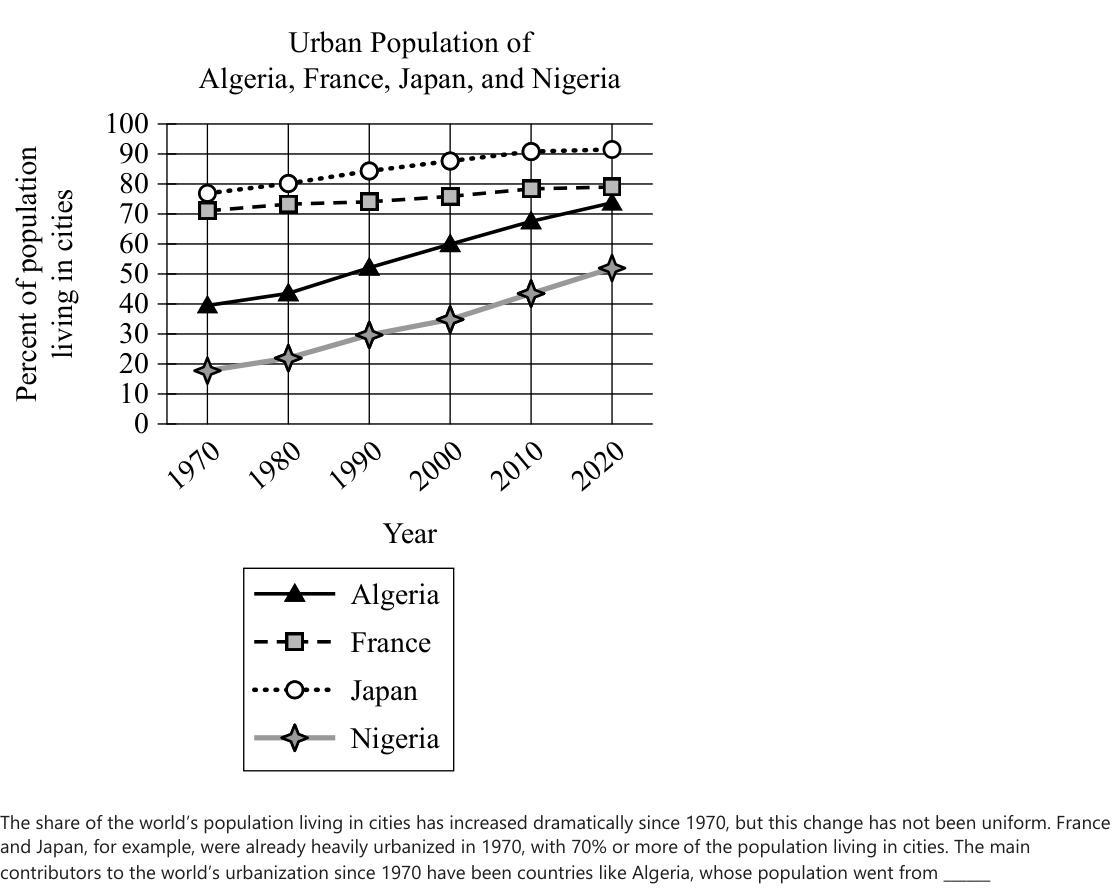 Urban Population of
Algeria, France, Japan, and Nigeria
Percent of population
living in cities
100
90
80
70
60
50
40
30
20
10
0
1970 1980 1990 2000 2010 2020
Year
Algeria
France
Japan
Nigeria
The share of the world’s population living in cities has increased dramatically since 1970, but this change has not been uniform. France
and Japan, for example, were already heavily urbanized in 1970, with 70% or more of the population living in cities. The main
contributors to the world’s urbanization since 1970 have been countries like Algeria, whose population went from _____